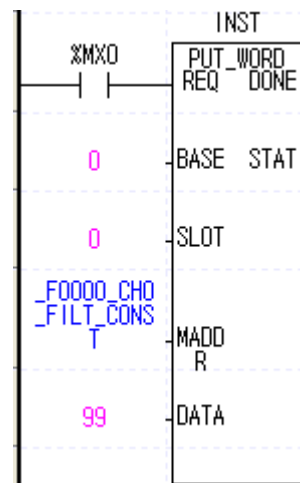 INST
%MX0
PUT_WORD
REQ DONE
0
BASE STAT
0
SLOT
_F0000_CH0
_FILT_CONS
T
MADD
R
99
DATA